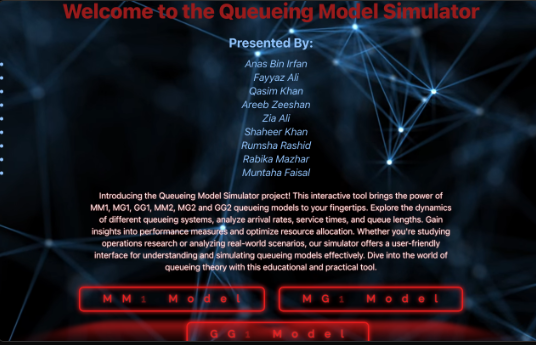 Welcome to the Queueing Model Simulator
Presented By:
Anas Bin Irfan
Fayyaz Ali
Qasim Khan
Areeb Zeeshan
Zia Ali
Shaheer Khan
Rumsha Rashid
Rabika Mazhar
Muntaha Faisal
Introducing the Queueing Model Simulator project! This interactive tool brings the power of
MM1, MG1, GG1, MM2, MG2 and GG2 queueing models to your fingertips. Explore the dynamics
of different queueing systems, analyze arrival rates, service times, and queue lengths. Gain
insights into performance measures and optimize resource allocation. Whether you're studying
operations research or analyzing real-world scenarios, our simulator offers a user-friendly
interface for understanding and simulating queueing models effectively. Dive into the world of
queueing theory with this educational and practical tool.
MM1 Model
MG1 Model
GG1 Model